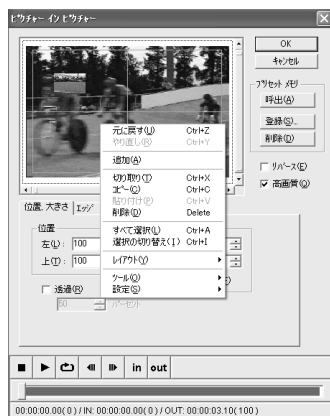 ピクチャー イン ピクチャー
OK
キャンセル
プリセット メモリ
呼出(A)
登録(S)...
削除(D)
リバース(E)
高画質(Q)
元に戻す(U) Ctrl+Z
やり直し(R) Ctrl+Y
追加(A)
切り取り(T) Ctrl+X
コピー(C) Ctrl+C
貼り付け(P) Ctrl+V
削除(D) Delete
すべて選択(L) Ctrl+A
選択の切り替え(I) Ctrl+I
レイアウト(Y)
ツール(O)
設定(S)
位置、大きさ エッジ
位置
左(L): 100
上(T): 100
透過(R)
50 パーセント
in out
00:00:00.00( 0 ) / IN: 00:00:00.00( 0 ) / OUT: 00:00:03.10( 100 )